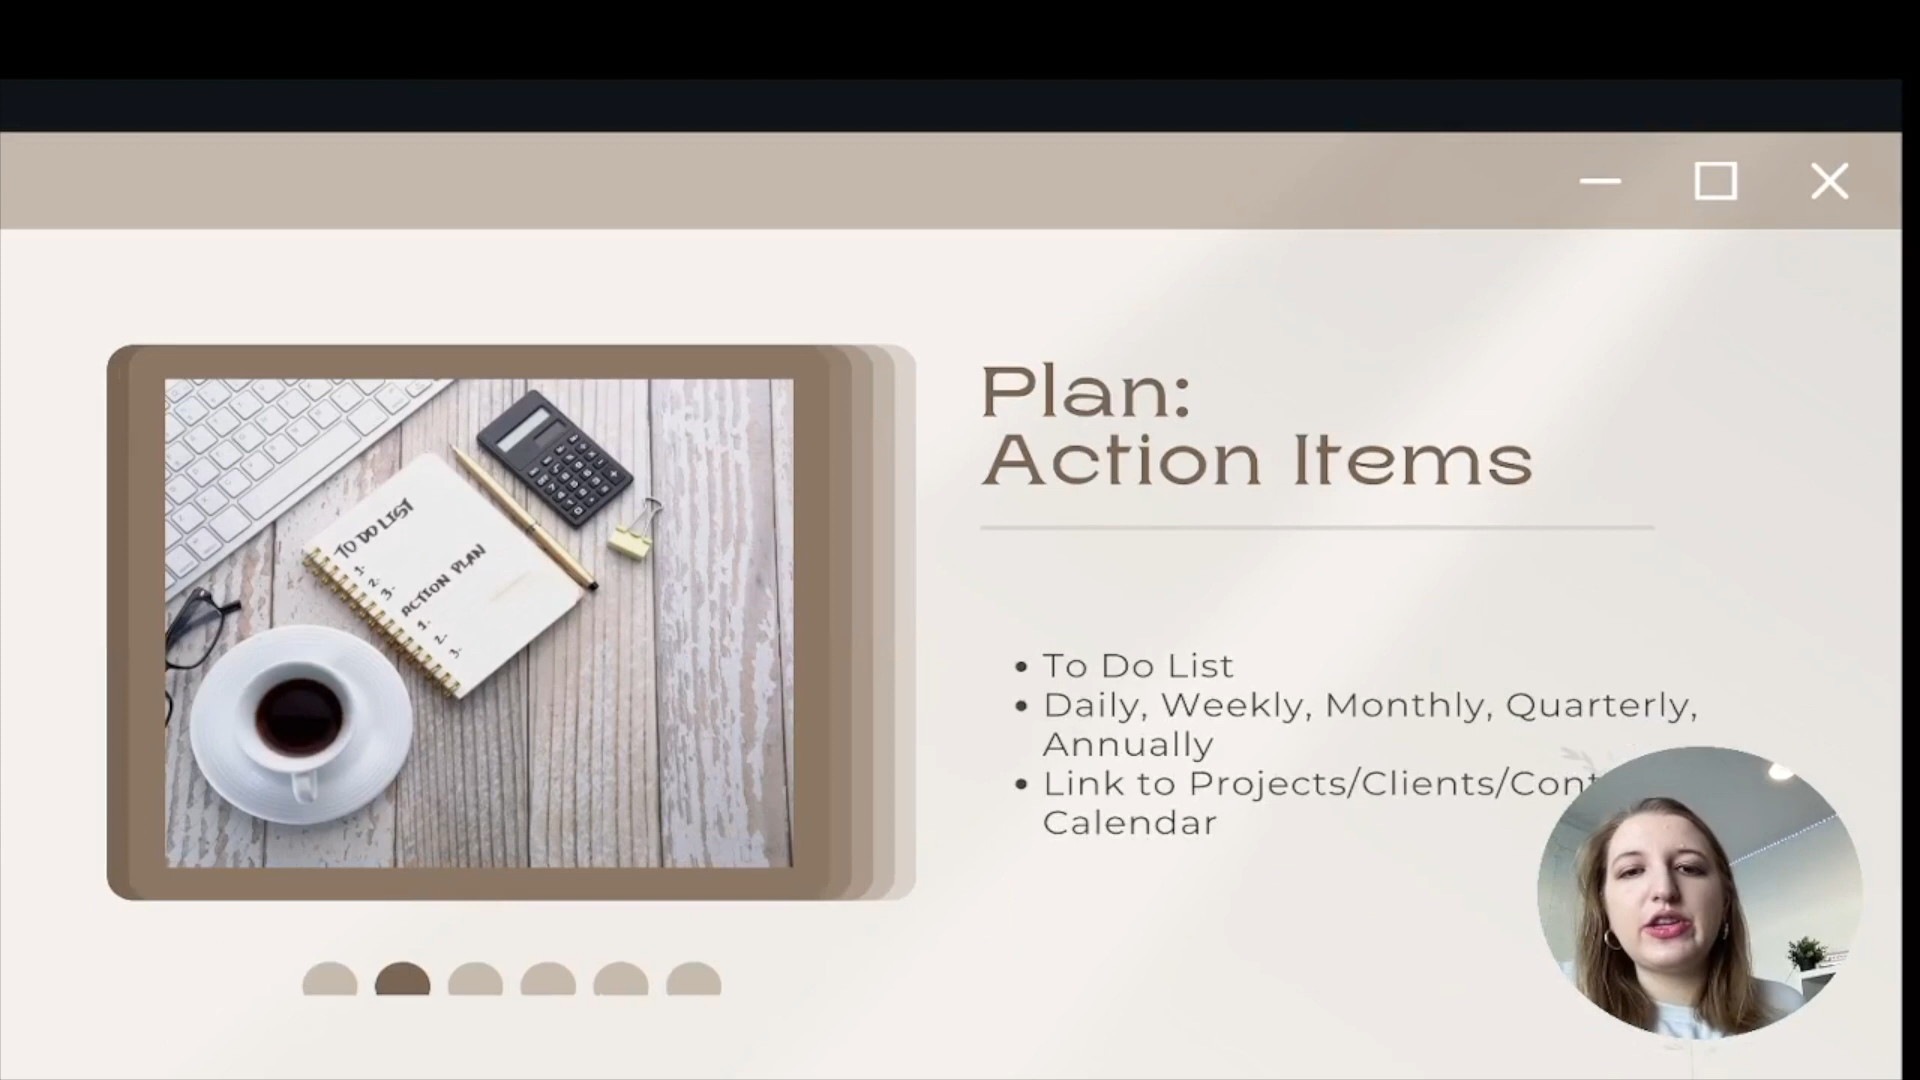 Plan:
Action Items
TO DO LIST
1.
2.
3.
ACTION PLAN
1.
2.
3.
• To Do List
• Daily, Weekly, Monthly, Quarterly,
Annually
• Link to Projects/Clients/
Calendar